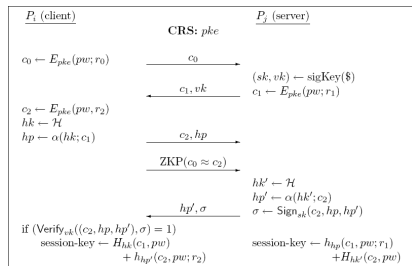 P_i (client) P_j (server)
CRS: pke
c_0 ← E_pke(pw; r_0) c_0
(sk, vk) ← sigKey($)
c_1, vk c_1 ← E_pke(pw; r_1)
c_2 ← E_pke(pw, r_2)
hk ← H
hp ← α(hk; c_1) c_2, hp
ZKP(c_0 ≈ c_2)
hk′ ← H
hp′ ← α(hk′; c_2)
hp′, σ σ ← Sign_sk(c_2, hp, hp′)
if (Verify_vk((c_2, hp, hp′), σ) = 1)
session-key ← H_hk(c_1, pw) session-key ← h_hp(c_1, pw; r_1)
+ h_hp′(c_2, pw; r_2) +H_hk′(c_2, pw)